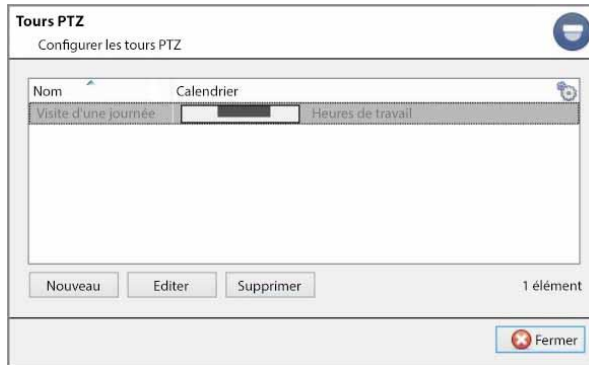 Tours PTZ
Configurer les tours PTZ
Nom Calendrier
Visite d'une journée Heures de travail
Nouveau Editer Supprimer 1 élément
Fermer